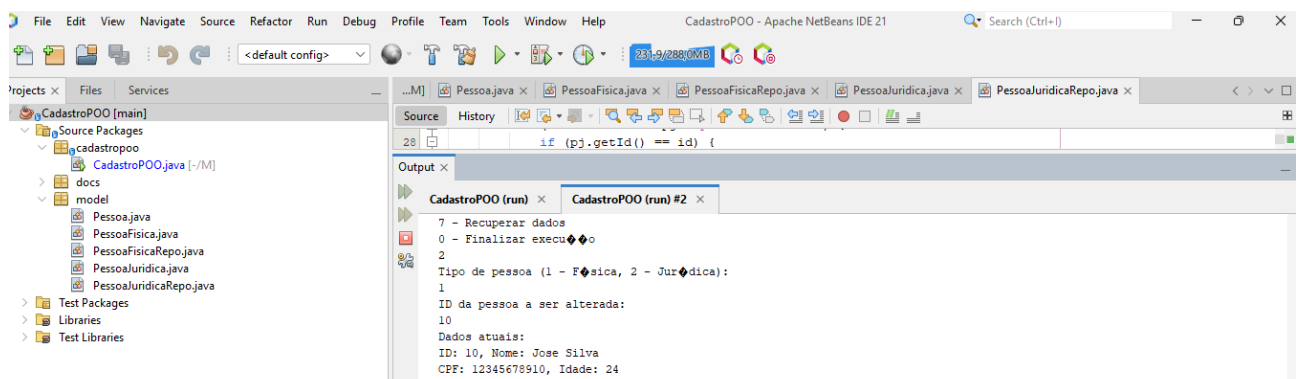 File Edit View Navigate Source Refactor Run Debug Profile Team Tools Window Help CadastroPOO - Apache NetBeans IDE 21 Search (Ctrl+I)
<default config> 231,9/288,0MB
Projects Files Services
...M] Pessoa.java PessoaFisica.java PessoaFisicaRepo.java PessoaJuridica.java PessoaJuridicaRepo.java
CadastroPOO [main]
Source Packages
cadastropoo
CadastroPOO.java [-/M]
docs
model
Pessoa.java
PessoaFisica.java
PessoaFisicaRepo.java
PessoaJuridica.java
PessoaJuridicaRepo.java
Test Packages
Libraries
Test Libraries
Source History
28 if (pj.getId() == id) {
Output
CadastroPOO (run) CadastroPOO (run) #2
7 - Recuperar dados
0 - Finalizar execu��o
2
Tipo de pessoa (1 - F�sica, 2 - Jur�dica):
1
ID da pessoa a ser alterada:
10
Dados atuais:
ID: 10, Nome: Jose Silva
CPF: 12345678910, Idade: 24